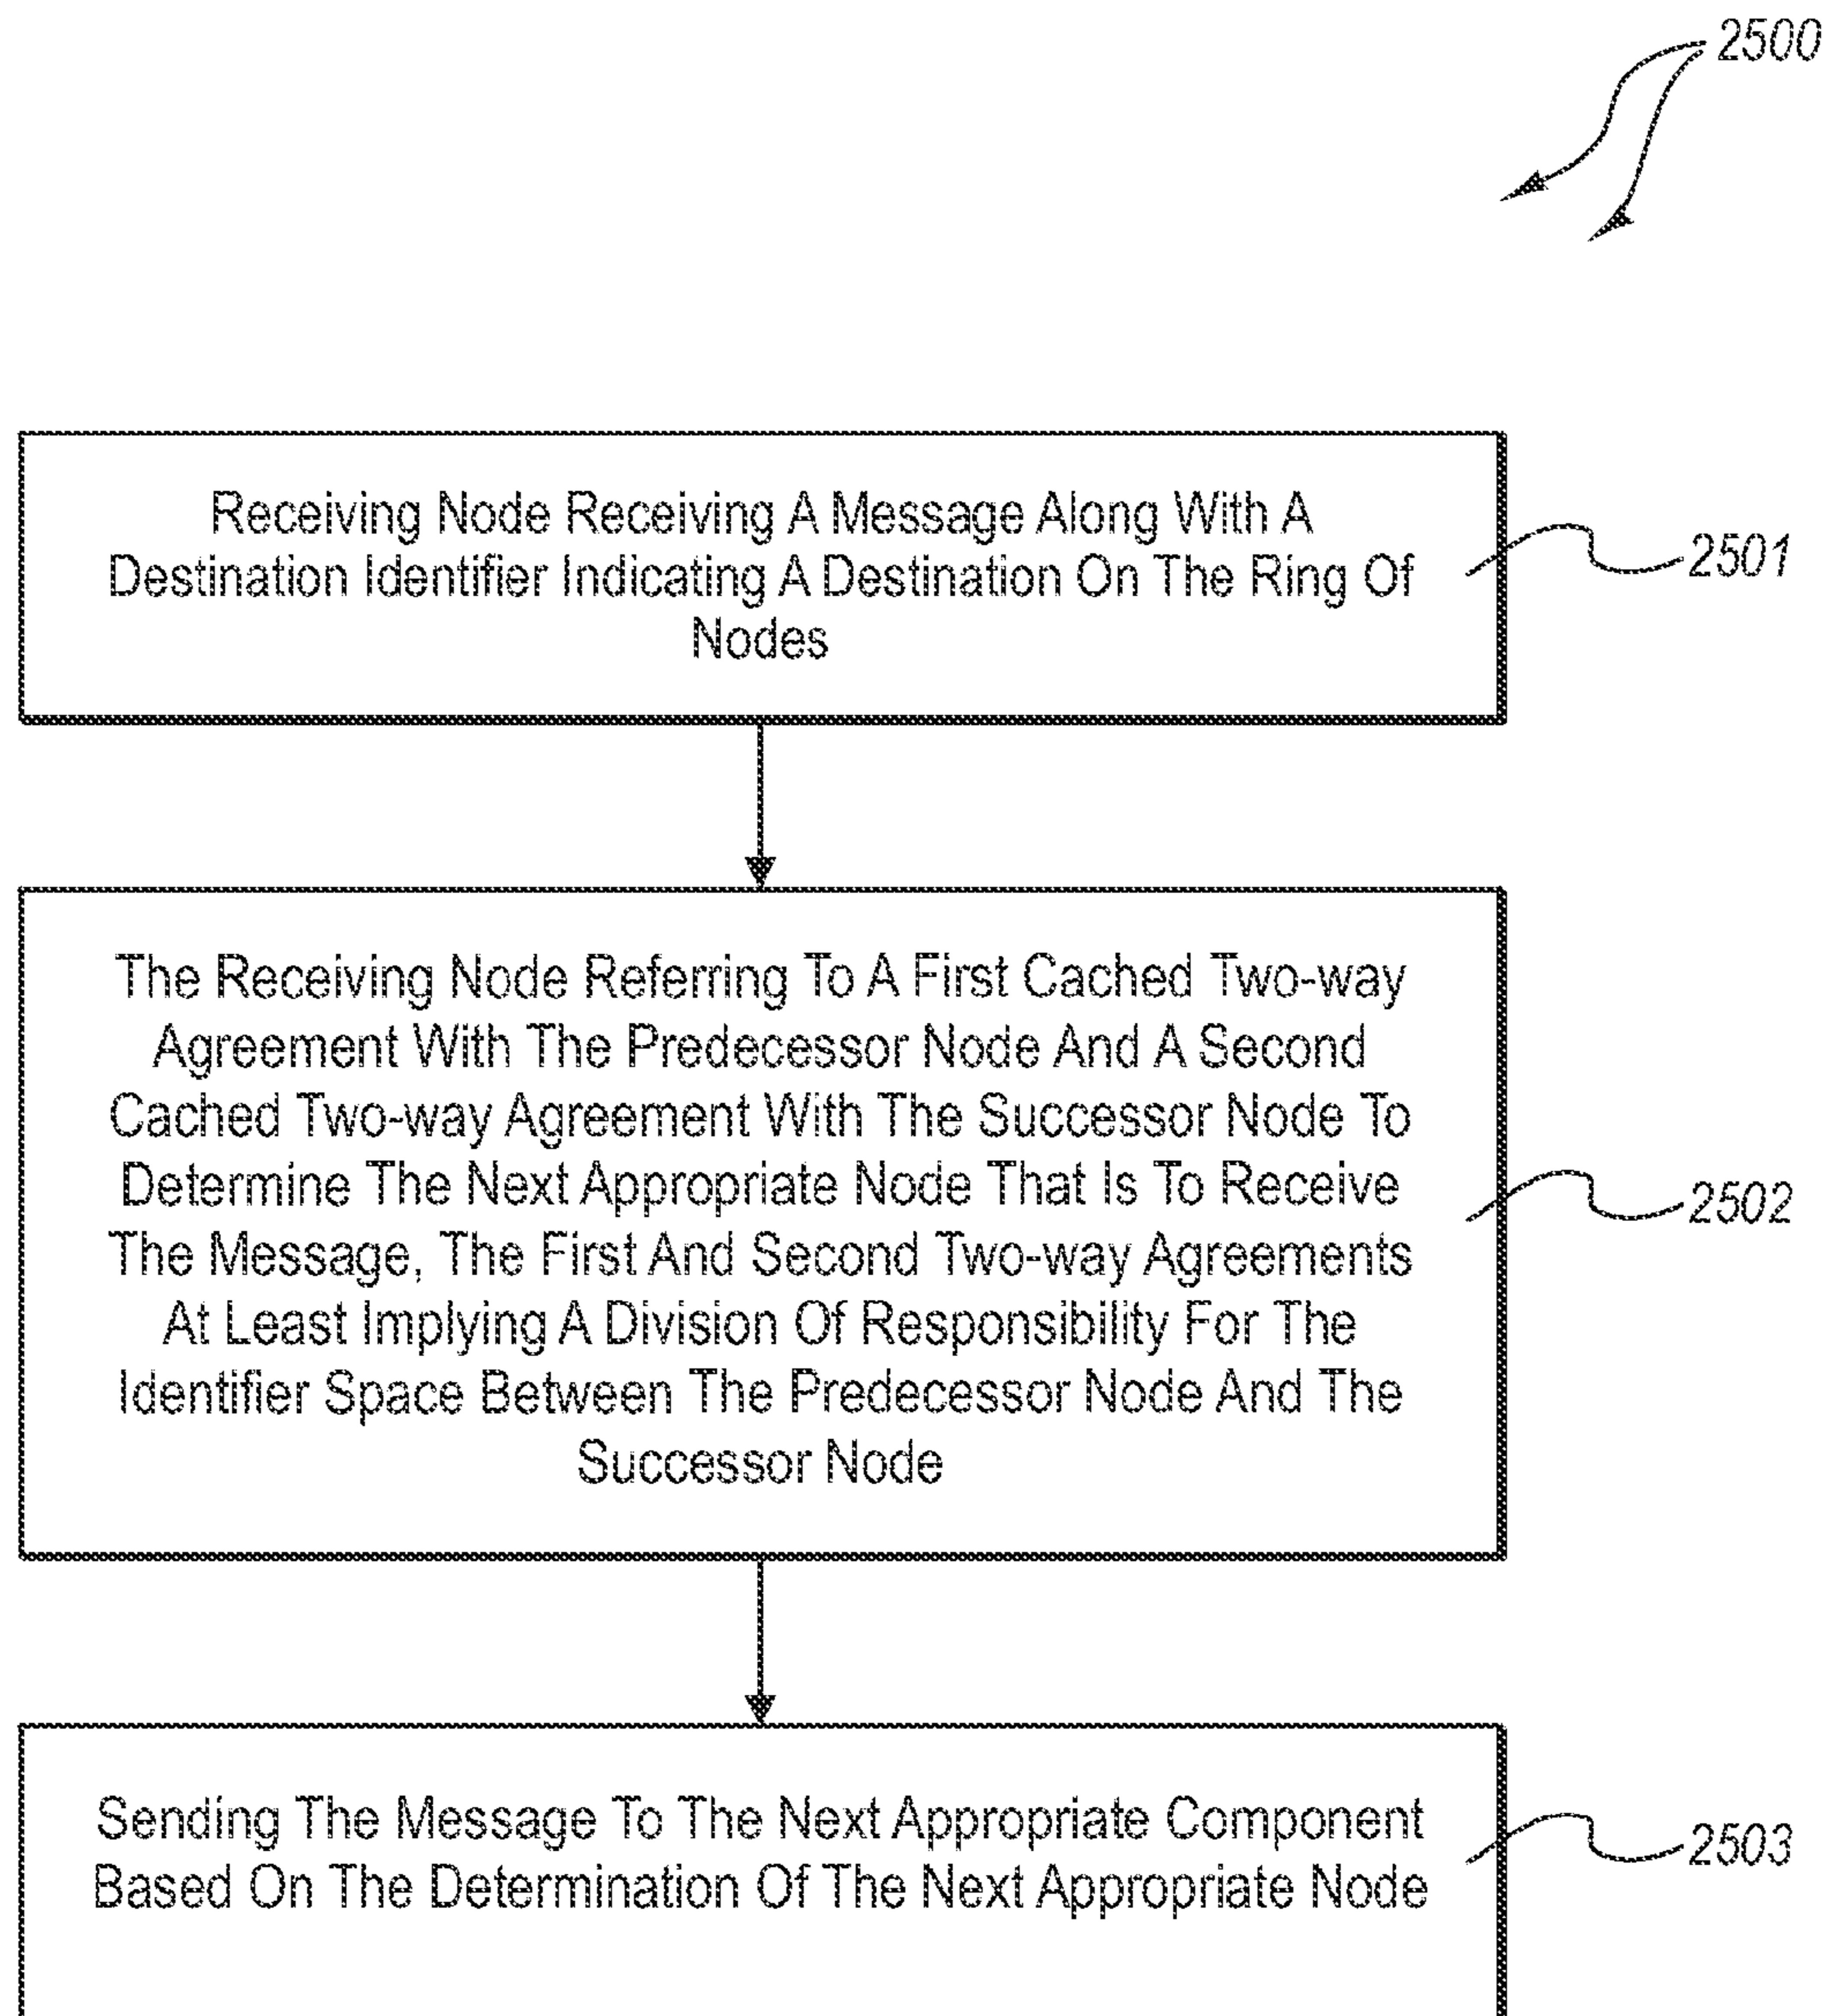 2500
Receiving Node Receiving A Message Along With A
Destination Identifier Indicating A Destination On The Ring Of
Nodes
2501
The Receiving Node Referring To A First Cached Two-way
Agreement With The Predecessor Node And A Second
Cached Two-way Agreement With The Successor Node To
Determine The Next Appropriate Node That Is To Receive
The Message, The First And Second Two-way Agreements
At Least Implying A Division Of Responsibility For The
Identifier Space Between The Predecessor Node And The
Successor Node
2502
Sending The Message To The Next Appropriate Component
Based On The Determination Of The Next Appropriate Node
2503